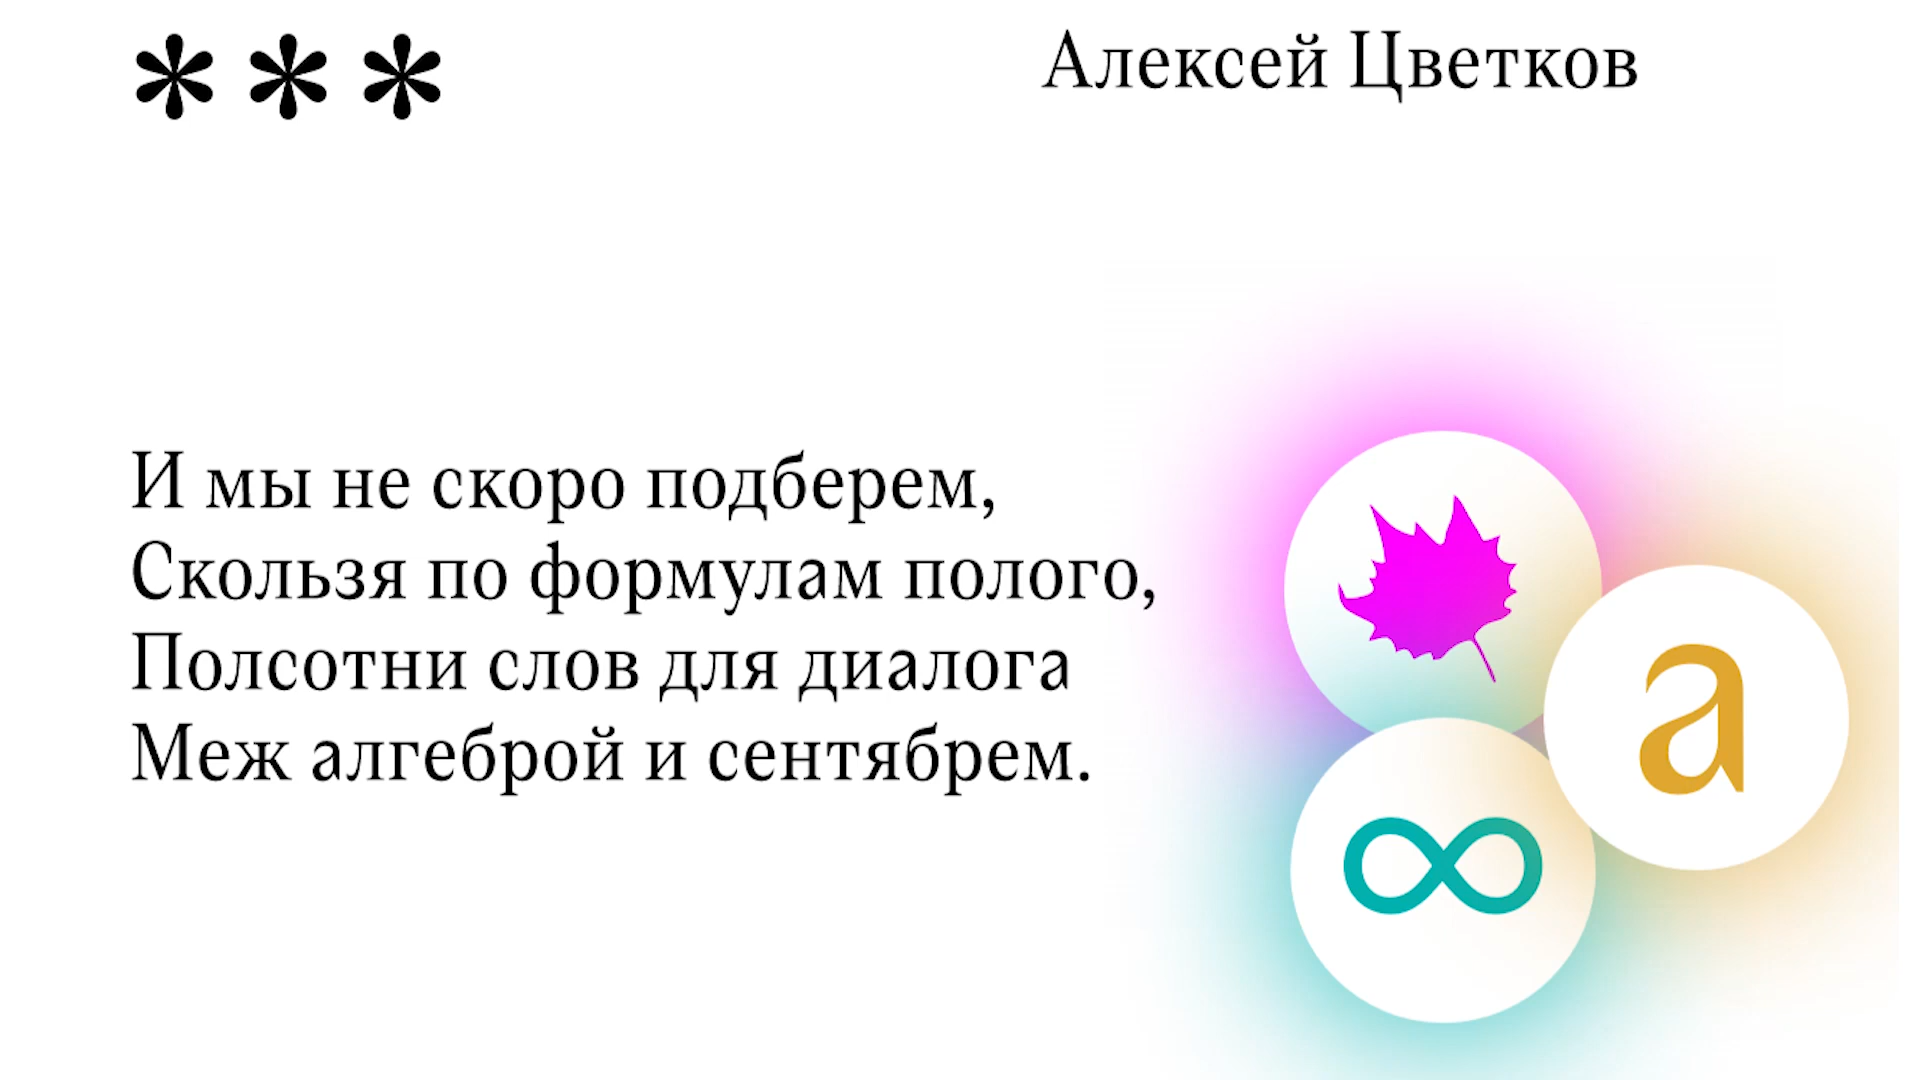 * * *
Алексей Цветков
И мы не скоро подберем,
Скользя по формулам полого,
Полсотни слов для диалога
Меж алгеброй и сентябрем.
a
∞